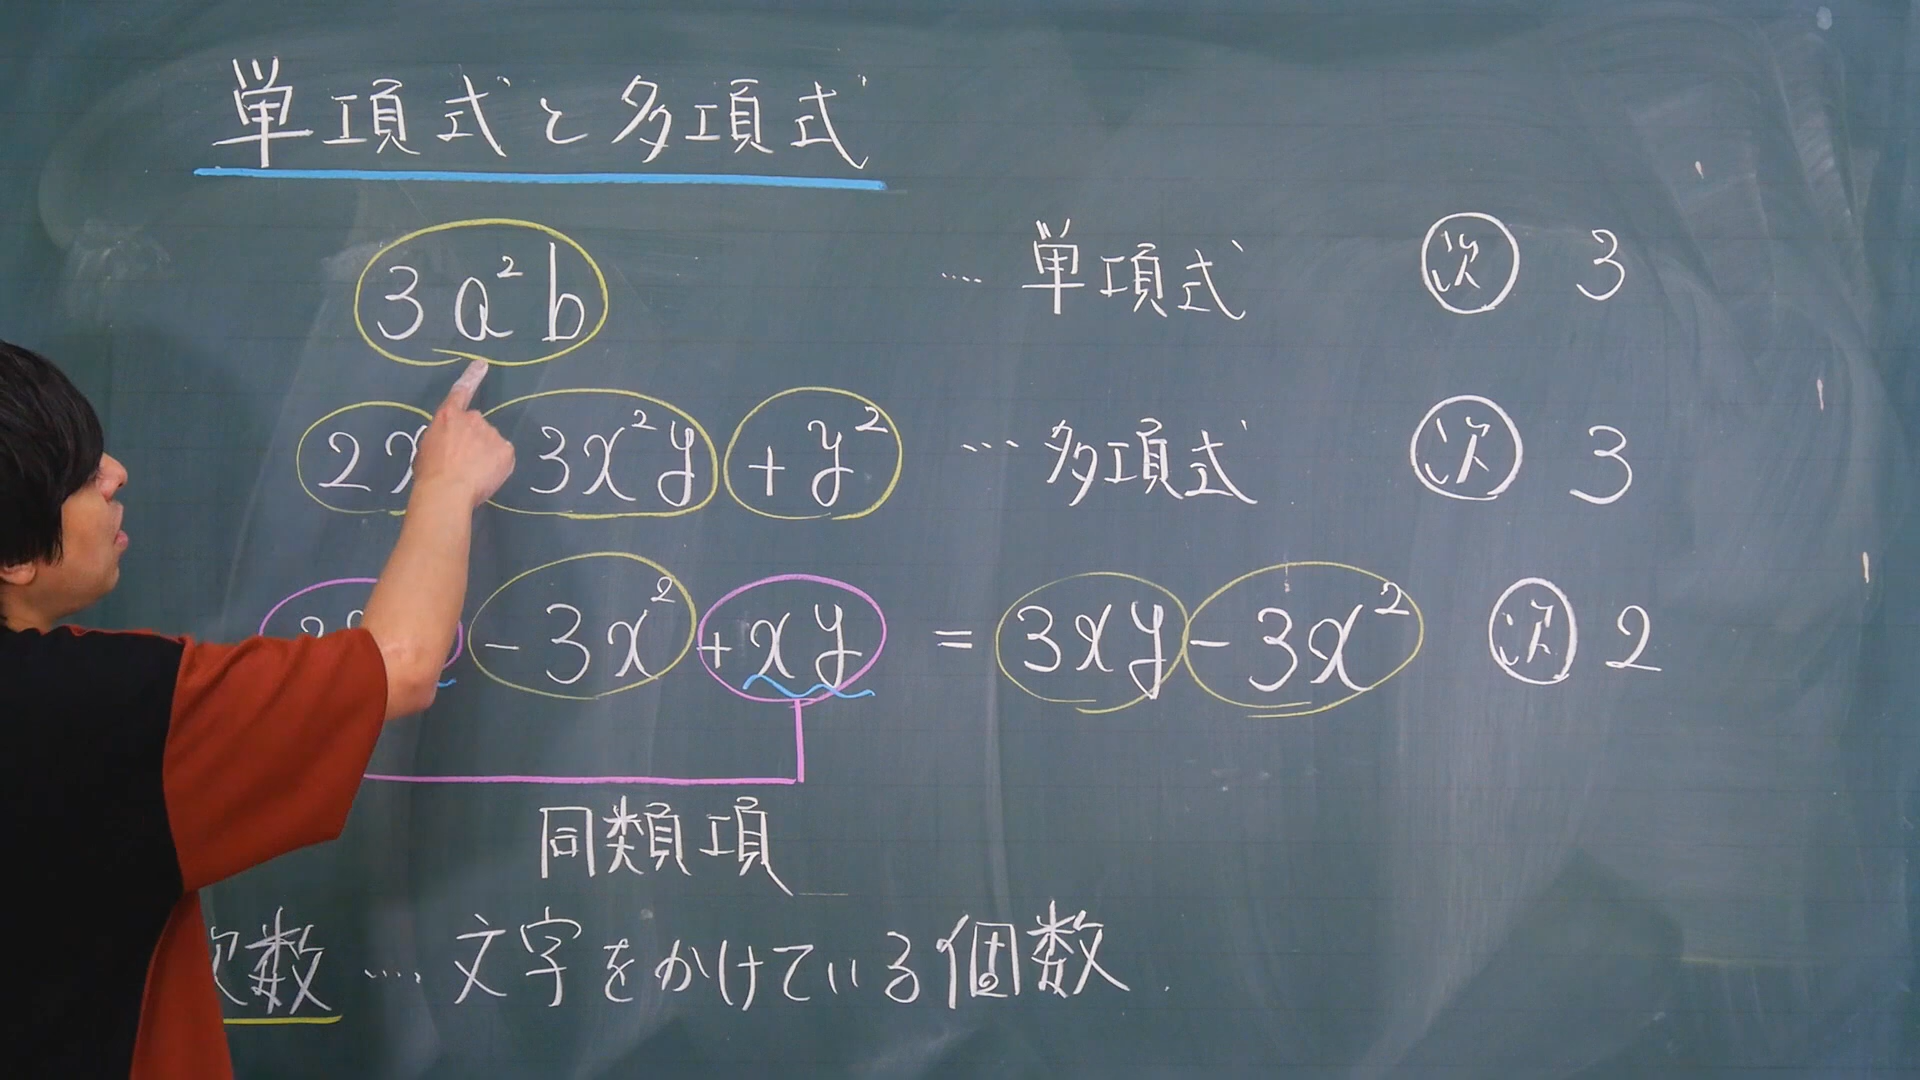 単項式と多項式
3a²b … 単項式 次 3
2x 3x²y +y² … 多項式 次 3
- 3x² + xy = 3xy - 3x² 次 2
同類項
次数 … 文字をかけている個数